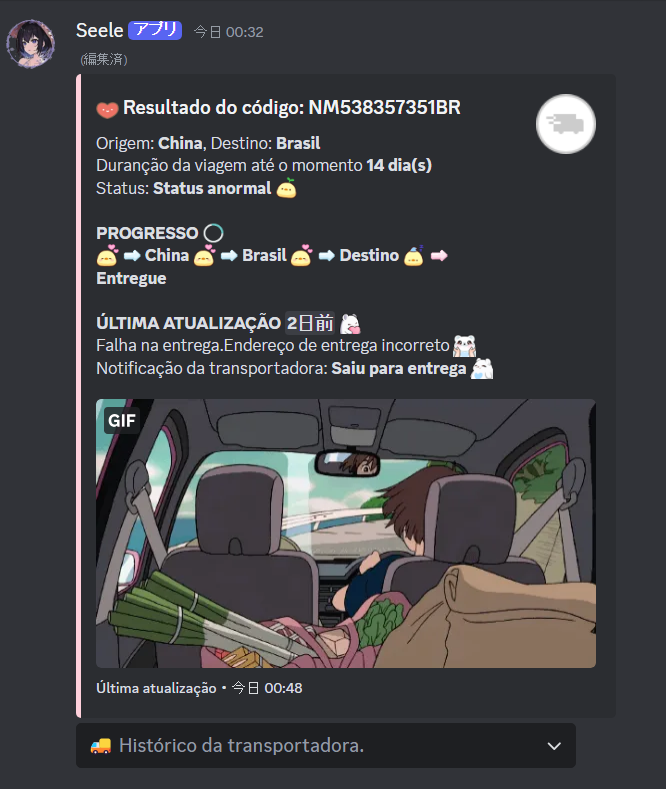 Seele アプリ 今日 00:32
(編集済)
Resultado do código: NM538357351BR
Origem: China, Destino: Brasil
Duranção da viagem até o momento 14 dia(s)
Status: Status anormal
PROGRESSO
China Brasil Destino
Entregue
ÚLTIMA ATUALIZAÇÃO 2日前
Falha na entrega.Endereço de entrega incorreto
Notificação da transportadora: Saiu para entrega
GIF
Última atualização • 今日 00:48
Histórico da transportadora.